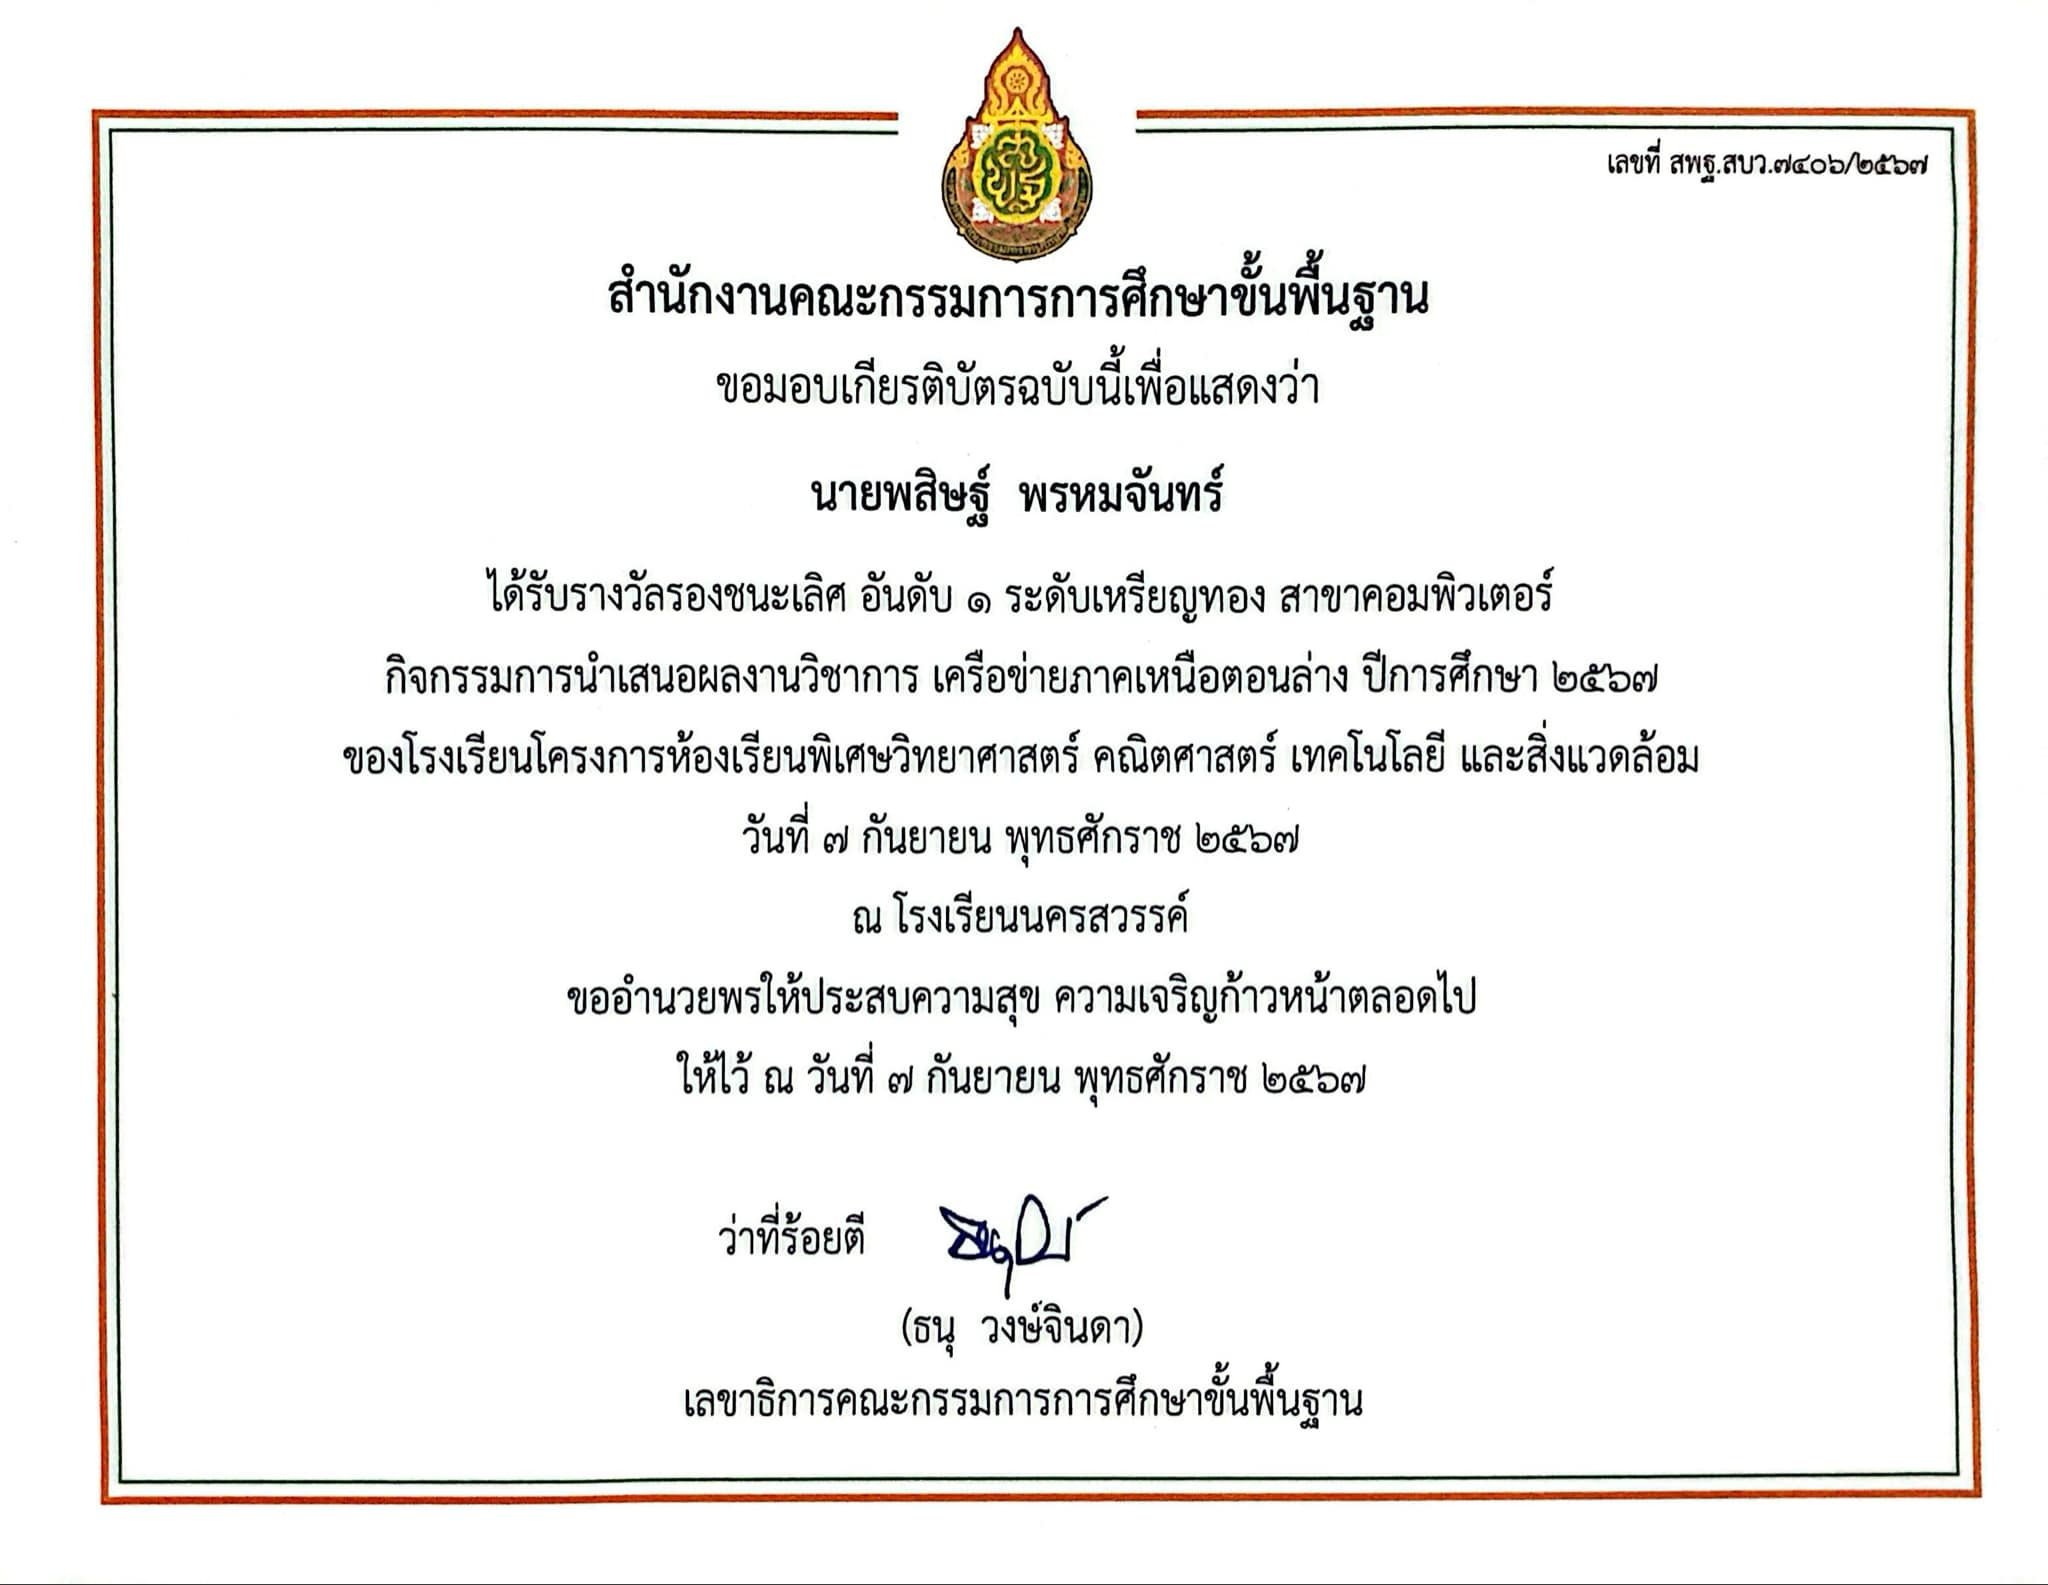 เลขที่ สพฐ.สบว.๗๔๐๖/๒๕๖๗
สำนักงานคณะกรรมการการศึกษาขั้นพื้นฐาน
ขอมอบเกียรติบัตรฉบับนี้เพื่อแสดงว่า
นายพสิษฐ์ พรหมจันทร์
ได้รับรางวัลรองชนะเลิศ อันดับ ๑ ระดับเหรียญทอง สาขาคอมพิวเตอร์
กิจกรรมการนำเสนอผลงานวิชาการ เครือข่ายภาคเหนือตอนล่าง ปีการศึกษา ๒๕๖๗
ของโรงเรียนโครงการห้องเรียนพิเศษวิทยาศาสตร์ คณิตศาสตร์ เทคโนโลยี และสิ่งแวดล้อม
วันที่ ๗ กันยายน พุทธศักราช ๒๕๖๗
ณ โรงเรียนนครสวรรค์
ขออำนวยพรให้ประสบความสุข ความเจริญก้าวหน้าตลอดไป
ให้ไว้ ณ วันที่ ๗ กันยายน พุทธศักราช ๒๕๖๗
ว่าที่ร้อยตี
(ธนุ วงษ์จินดา)
เลขาธิการคณะกรรมการการศึกษาขั้นพื้นฐาน